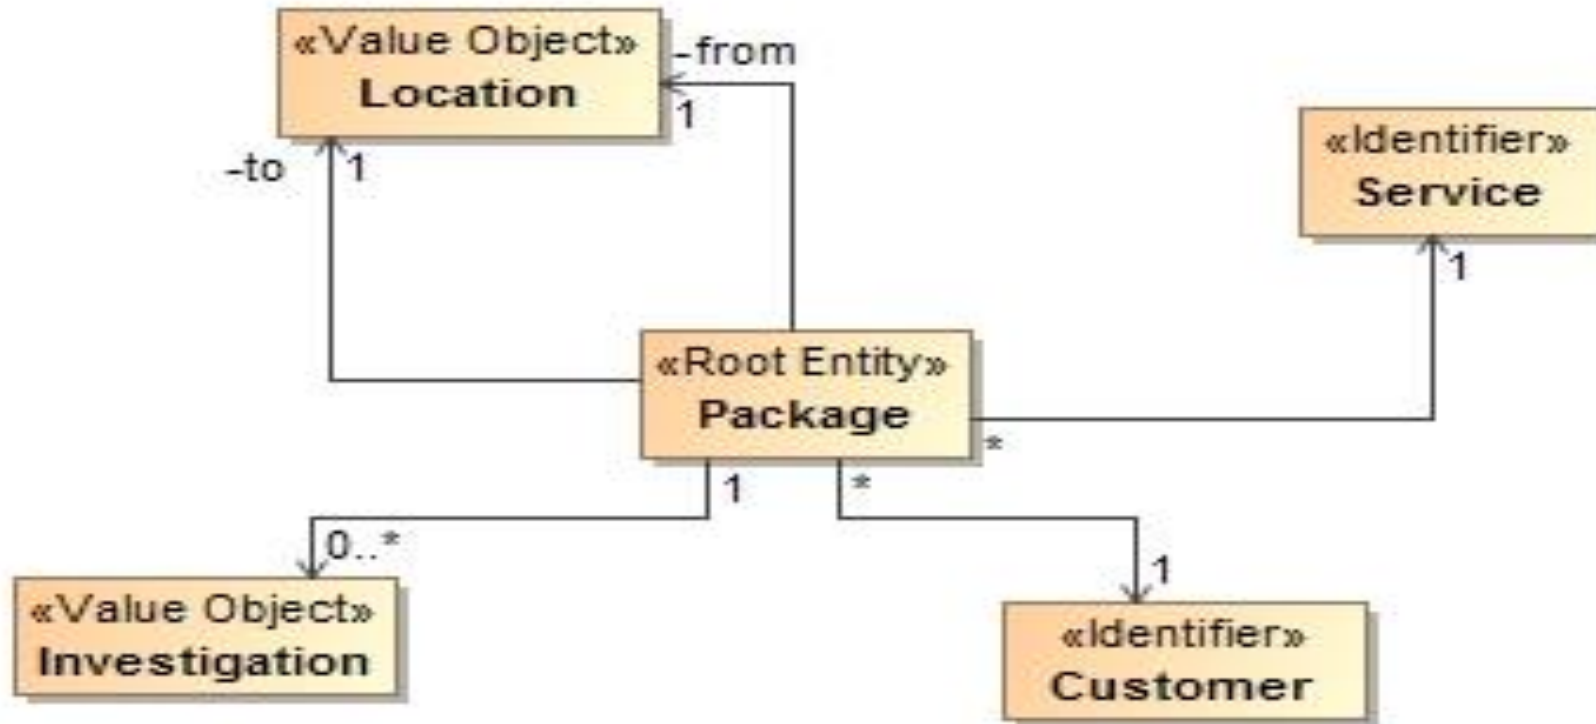 «Value Object»
Location
-from
1
-to
1
«Identifier»
Service
1
«Root Entity»
Package
*
1
*
0..*
1
«Value Object»
Investigation
«Identifier»
Customer